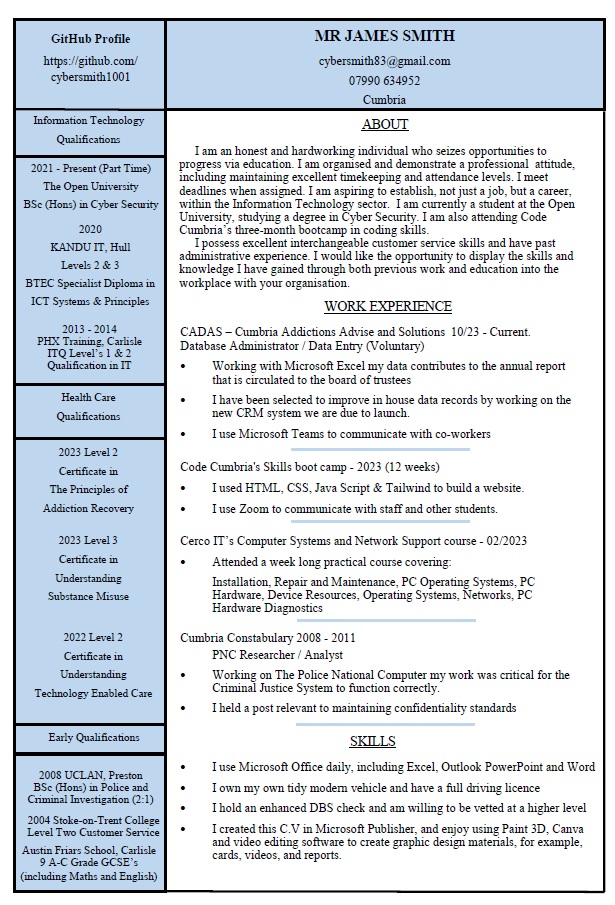 GitHub Profile
https://github.com/
cybersmith1001
MR JAMES SMITH
cybersmith83@gmail.com
07990 634952
Cumbria
Information Technology
Qualifications
2021 - Present (Part Time)
The Open University
BSc (Hons) in Cyber Security
2020
KANDU IT, Hull
Levels 2 & 3
BTEC Specialist Diploma in
ICT Systems & Principles
2013 - 2014
PHX Training, Carlisle
ITQ Level's 1 & 2
Qualification in IT
Health Care
Qualifications
2023 Level 2
Certificate in
The Principles of
Addiction Recovery
2023 Level 3
Certificate in
Understanding
Substance Misuse
2022 Level 2
Certificate in
Understanding
Technology Enabled Care
Early Qualifications
2008 UCLAN, Preston
BSc (Hons) in Police and
Criminal Investigation (2:1)
2004 Stoke-on-Trent College
Level Two Customer Service
Austin Friars School, Carlisle
9 A-C Grade GCSE's
(including Maths and English)
ABOUT
I am an honest and hardworking individual who seizes opportunities to
progress via education. I am organised and demonstrate a professional attitude,
including maintaining excellent timekeeping and attendance levels. I meet
deadlines when assigned. I am aspiring to establish, not just a job, but a career,
within the Information Technology sector. I am currently a student at the Open
University, studying a degree in Cyber Security. I am also attending Code
Cumbria's three-month bootcamp in coding skills.
I possess excellent interchangeable customer service skills and have past
administrative experience. I would like the opportunity to display the skills and
knowledge I have gained through both previous work and education into the
workplace with your organisation.
WORK EXPERIENCE
CADAS – Cumbria Addictions Advise and Solutions 10/23 - Current.
Database Administrator / Data Entry (Voluntary)
• Working with Microsoft Excel my data contributes to the annual report
that is circulated to the board of trustees
• I have been selected to improve in house data records by working on the
new CRM system we are due to launch.
• I use Microsoft Teams to communicate with co-workers
Code Cumbria's Skills boot camp - 2023 (12 weeks)
• I used HTML, CSS, Java Script & Tailwind to build a website.
• I use Zoom to communicate with staff and other students.
Cerco IT's Computer Systems and Network Support course - 02/2023
• Attended a week long practical course covering:
Installation, Repair and Maintenance, PC Operating Systems, PC
Hardware, Device Resources, Operating Systems, Networks, PC
Hardware Diagnostics
Cumbria Constabulary 2008 - 2011
PNC Researcher / Analyst
• Working on The Police National Computer my work was critical for the
Criminal Justice System to function correctly.
• I held a post relevant to maintaining confidentiality standards
SKILLS
• I use Microsoft Office daily, including Excel, Outlook PowerPoint and Word
• I own my own tidy modern vehicle and have a full driving licence
• I hold an enhanced DBS check and am willing to be vetted at a higher level
• I created this C.V in Microsoft Publisher, and enjoy using Paint 3D, Canva
and video editing software to create graphic design materials, for example,
cards, videos, and reports.